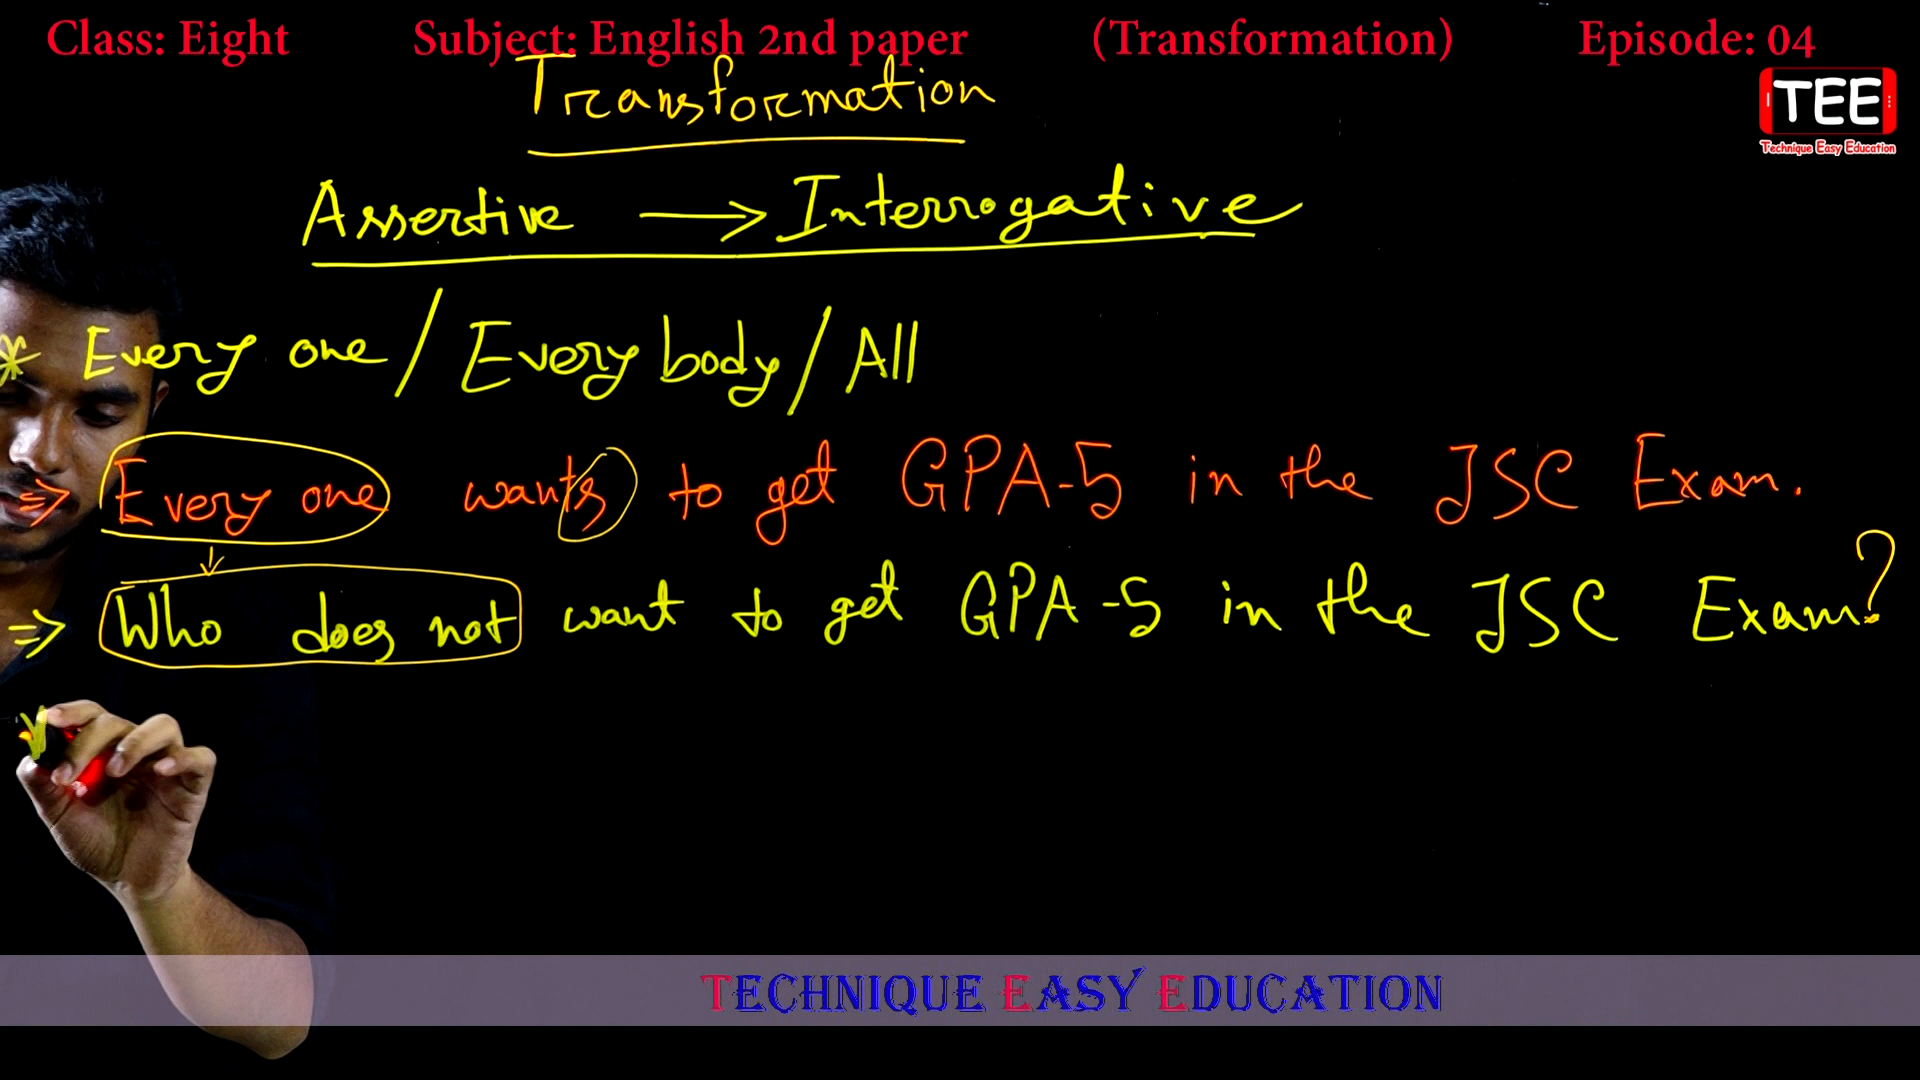 Class: Eight Subject: English 2nd paper (Transformation) Episode: 04
TEE
Technique Easy Education
Transformation
Assertive → Interrogative
* Every one / Every body / All
⇒ Every one wants to get GPA-5 in the JSC Exam.
⇒ Who does not want to get GPA-5 in the JSC Exam?
TECHNIQUE EASY EDUCATION